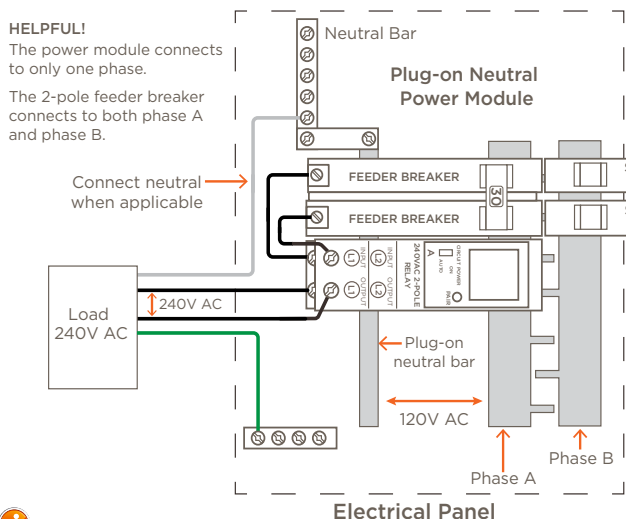 HELPFUL!
The power module connects
to only one phase.
The 2-pole feeder breaker
connects to both phase A
and phase B.
Neutral Bar
Plug-on Neutral
Power Module
Connect neutral
when applicable
FEEDER BREAKER
30
FEEDER BREAKER
L1 INPUT
L2 INPUT
L1 OUTPUT
L2 OUTPUT
240VAC 2-POLE
RELAY
CIRCUIT POWER
A
ON
AUTO
PAIR
Load
240V AC
240V AC
Plug-on
neutral bar
120V AC
Phase A
Phase B
Electrical Panel